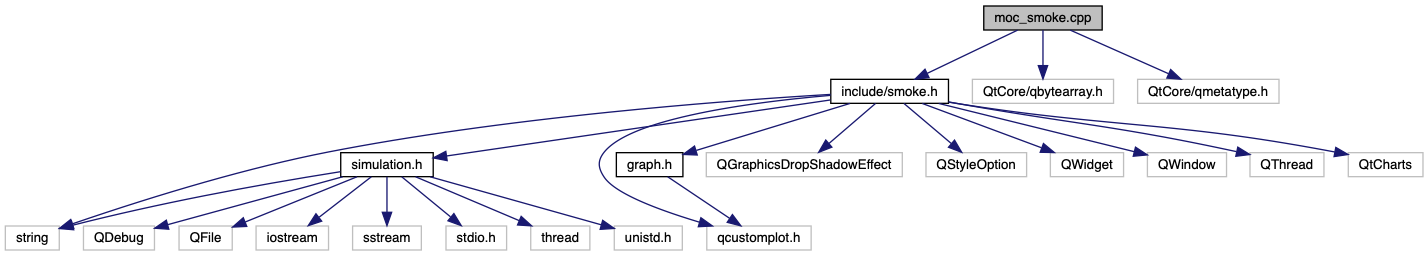 moc_smoke.cpp
include/smoke.h
QtCore/qbytearray.h
QtCore/qmetatype.h
simulation.h
graph.h
QGraphicsDropShadowEffect
QStyleOption
QWidget
QWindow
QThread
QtCharts
string
QDebug
QFile
iostream
sstream
stdio.h
thread
unistd.h
qcustomplot.h